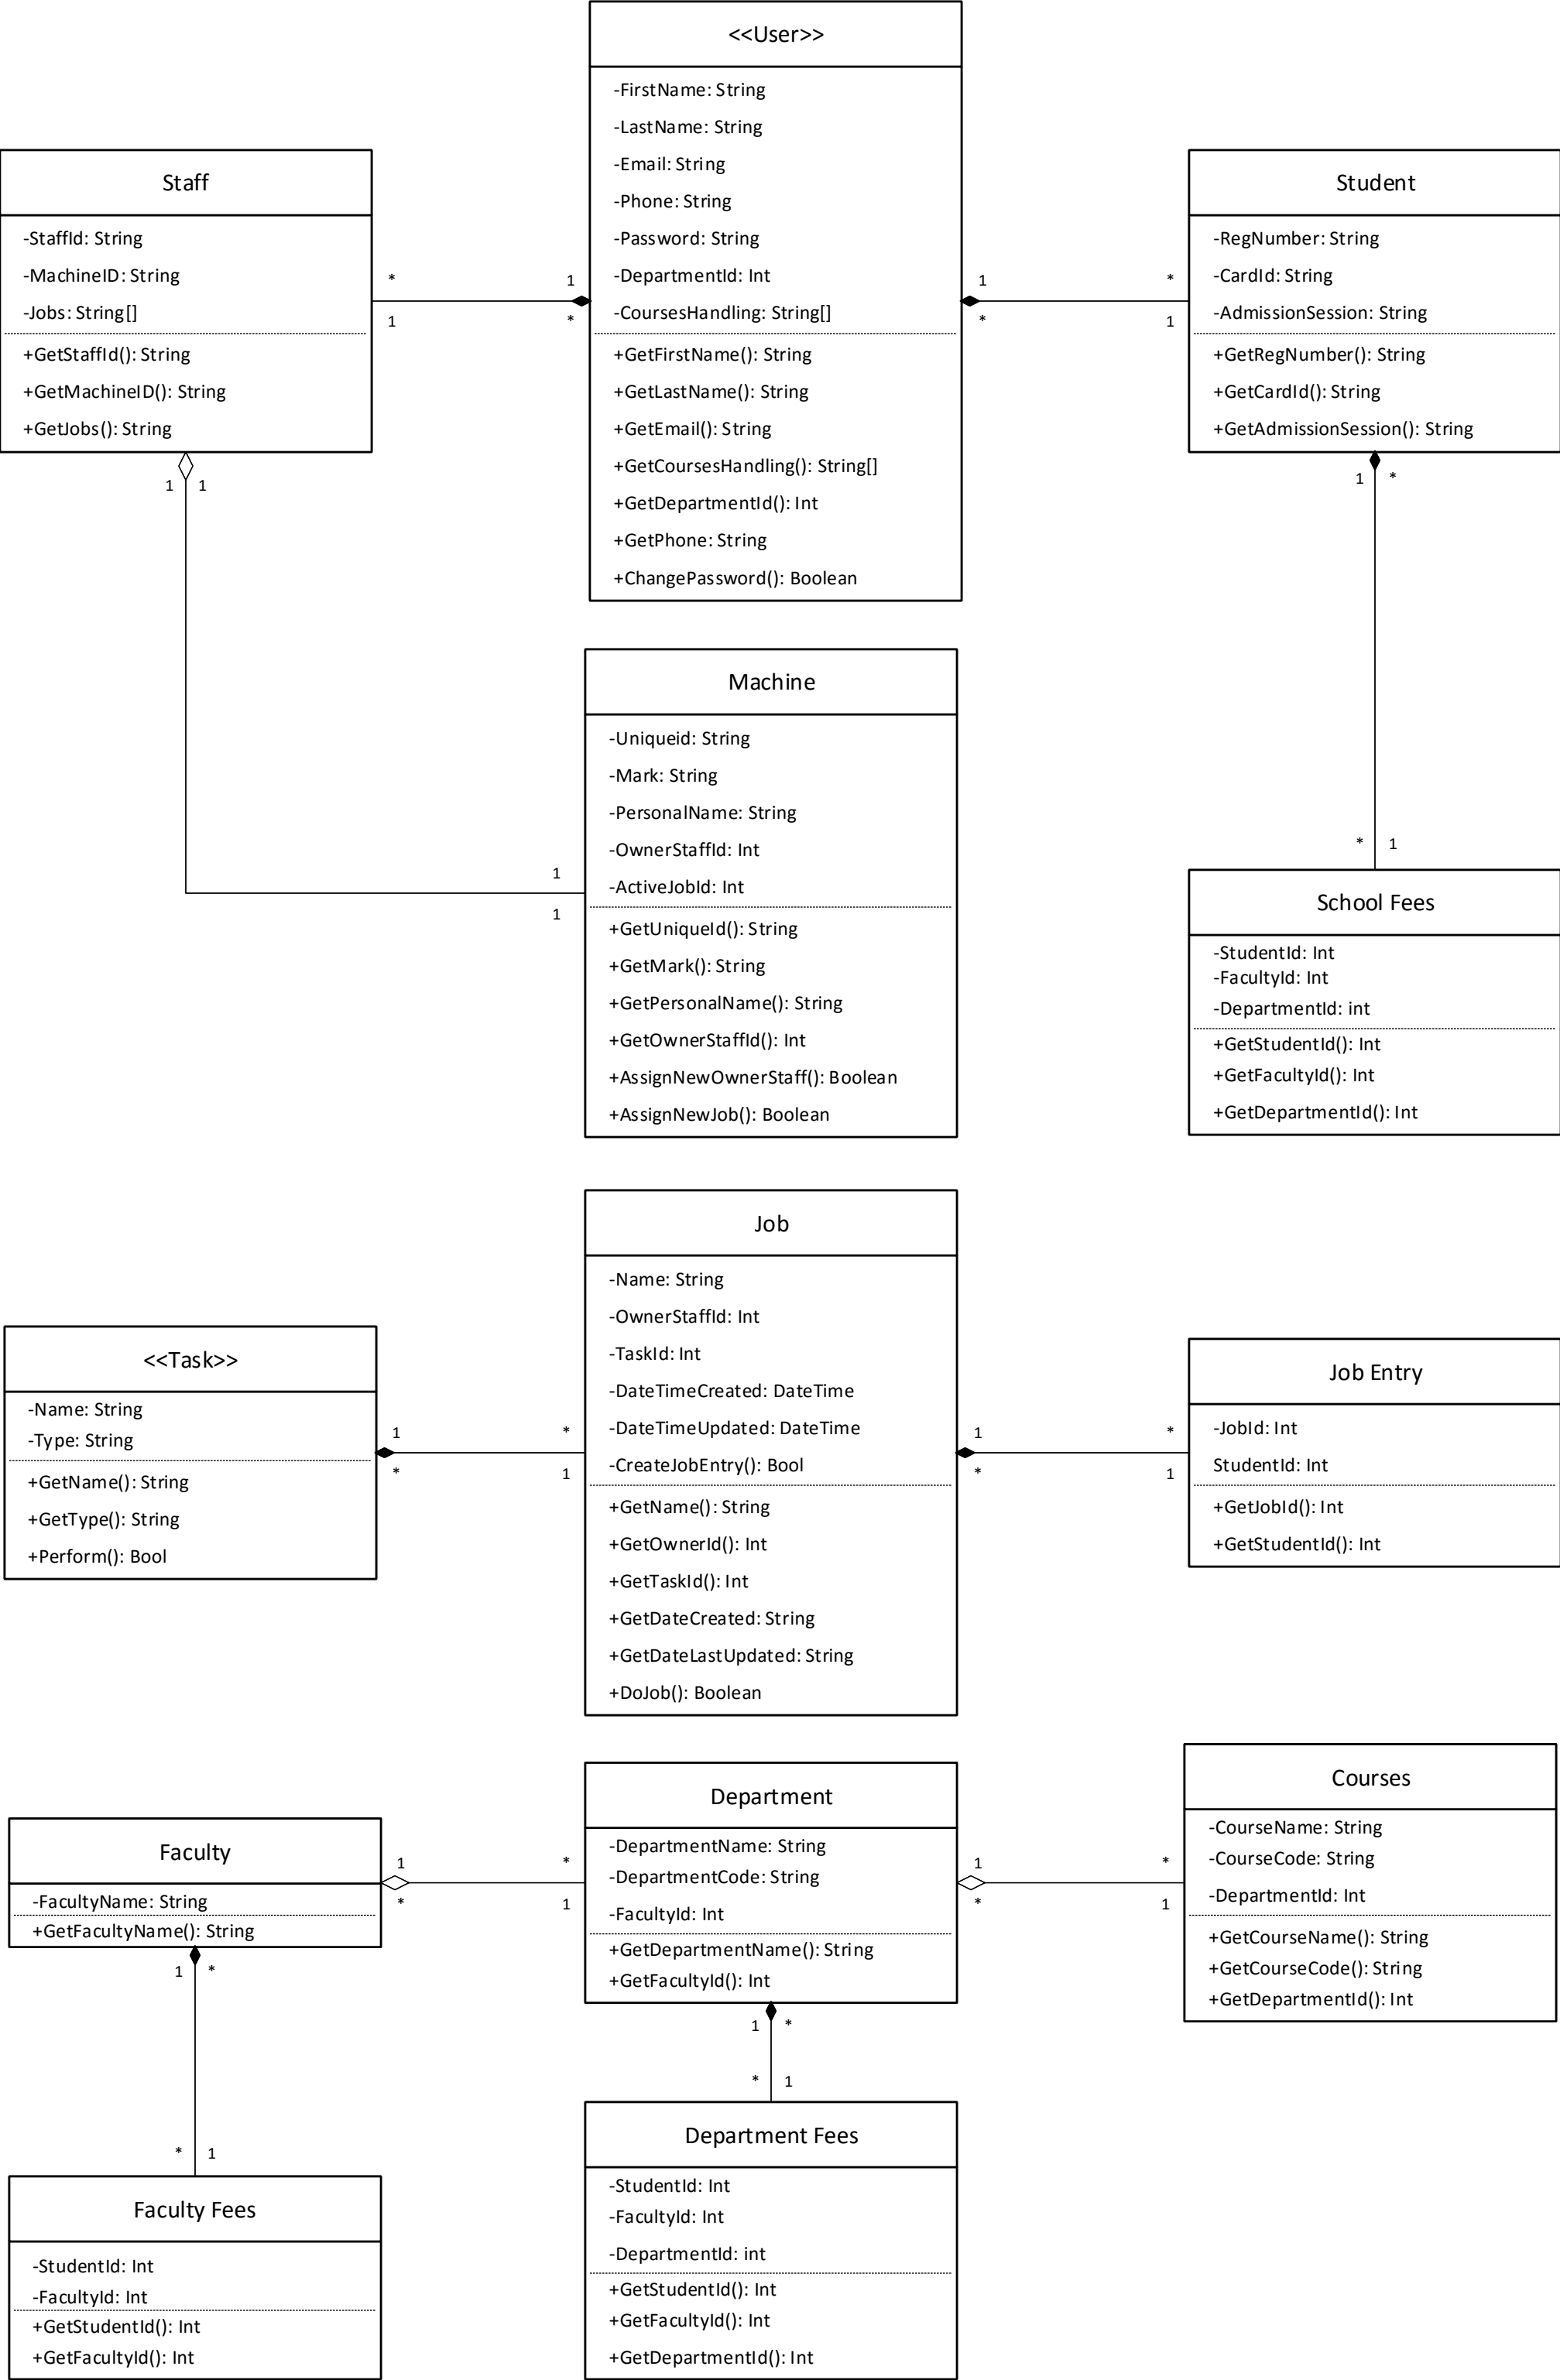 <<User>>
-FirstName: String
-LastName: String
-Email: String
-Phone: String
-Password: String
-DepartmentId: Int
-CoursesHandling: String[]
+GetFirstName(): String
+GetLastName(): String
+GetEmail(): String
+GetCoursesHandling(): String[]
+GetDepartmentId(): Int
+GetPhone: String
+ChangePassword(): Boolean
Staff
-StaffId: String
-MachineID: String
-Jobs: String[]
+GetStaffId(): String
+GetMachineID(): String
+GetJobs(): String
* 1
1 *
1 *
* 1
Student
-RegNumber: String
-CardId: String
-AdmissionSession: String
+GetRegNumber(): String
+GetCardId(): String
+GetAdmissionSession(): String
1 1
1
1
1 *
* 1
Machine
-Uniqueid: String
-Mark: String
-PersonalName: String
-OwnerStaffId: Int
-ActiveJobId: Int
+GetUniqueId(): String
+GetMark(): String
+GetPersonalName(): String
+GetOwnerStaffId(): Int
+AssignNewOwnerStaff(): Boolean
+AssignNewJob(): Boolean
School Fees
-StudentId: Int
-FacultyId: Int
-DepartmentId: int
+GetStudentId(): Int
+GetFacultyId(): Int
+GetDepartmentId(): Int
Job
-Name: String
-OwnerStaffId: Int
-TaskId: Int
-DateTimeCreated: DateTime
-DateTimeUpdated: DateTime
-CreateJobEntry(): Bool
+GetName(): String
+GetOwnerId(): Int
+GetTaskId(): Int
+GetDateCreated: String
+GetDateLastUpdated: String
+DoJob(): Boolean
<<Task>>
-Name: String
-Type: String
+GetName(): String
+GetType(): String
+Perform(): Bool
1 *
* 1
1 *
* 1
Job Entry
-JobId: Int
StudentId: Int
+GetJobId(): Int
+GetStudentId(): Int
Department
-DepartmentName: String
-DepartmentCode: String
-FacultyId: Int
+GetDepartmentName(): String
+GetFacultyId(): Int
Courses
-CourseName: String
-CourseCode: String
-DepartmentId: Int
+GetCourseName(): String
+GetCourseCode(): String
+GetDepartmentId(): Int
Faculty
-FacultyName: String
+GetFacultyName(): String
1 *
* 1
1 *
* 1
1 *
* 1
1 *
* 1
Faculty Fees
-StudentId: Int
-FacultyId: Int
+GetStudentId(): Int
+GetFacultyId(): Int
Department Fees
-StudentId: Int
-FacultyId: Int
-DepartmentId: int
+GetStudentId(): Int
+GetFacultyId(): Int
+GetDepartmentId(): Int